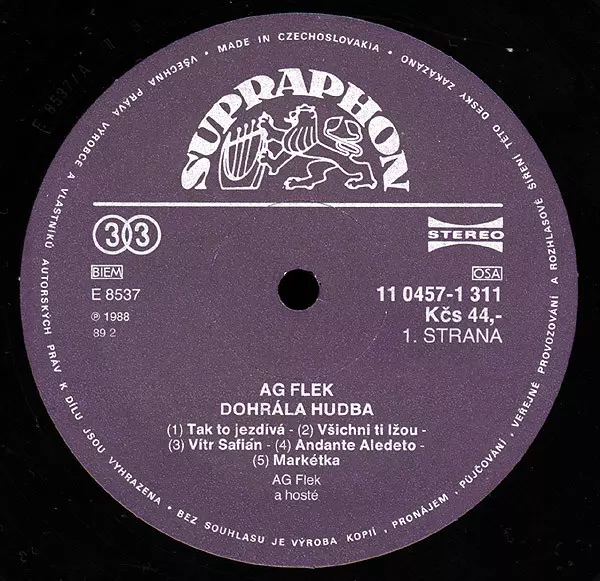 VŠECHNA PRÁVA VÝROBCE A VLASTNÍKŮ AUTORSKÝCH PRÁV K DÍLU JSOU VYHRAZENA • BEZ SOUHLASU JE VÝROBA KOPIÍ, PRONÁJEM, PŮJČOVÁNÍ, VEŘEJNÉ PROVOZOVÁNÍ A ROZHLASOVÉ ŠÍŘENÍ TÉTO DESKY ZAKÁZÁNO • MADE IN CZECHOSLOVAKIA •
SUPRAPHON
33
STEREO
BIEM
OSA
E 8537
11 0457-1 311
℗ 1988
Kčs 44,-
89 2
1. STRANA
AG FLEK
DOHRÁLA HUDBA
(1) Tak to jezdívá - (2) Všichni ti lžou -
(3) Vítr Safián - (4) Andante Aledeto -
(5) Markétka
AG Flek
a hosté